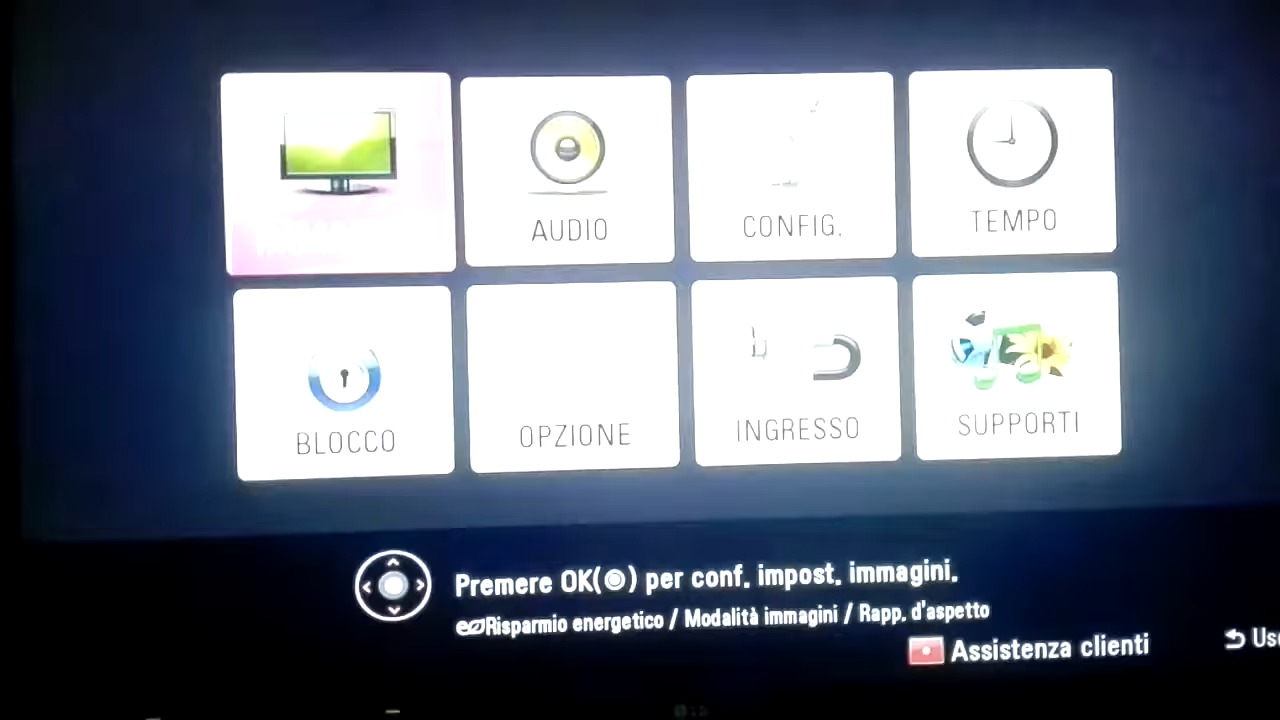 AUDIO
CONFIG.
TEMPO
BLOCCO
OPZIONE
INGRESSO
SUPPORTI
Premere OK(◉) per conf. impost. immagini.
Risparmio energetico / Modalità immagini / Rapp. d'aspetto
Assistenza clienti